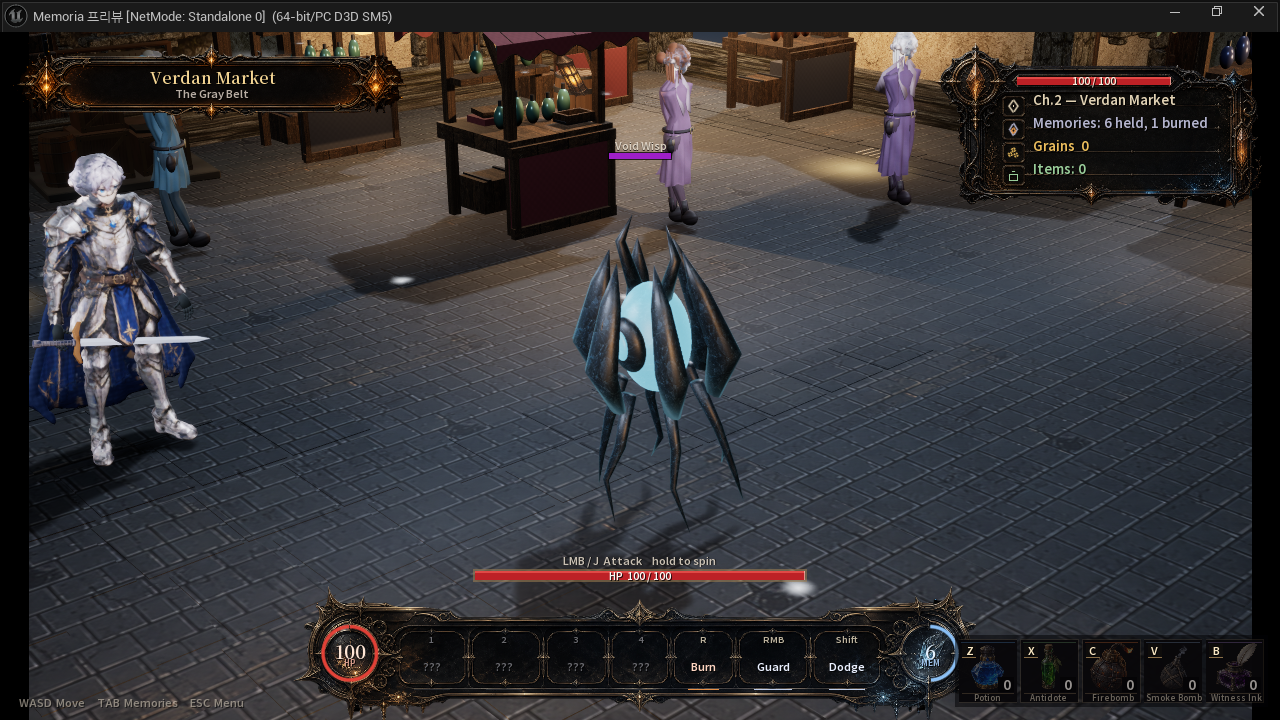 Memoria 프리뷰 [NetMode: Standalone 0] (64-bit/PC D3D SM5)
Verdan Market
The Gray Belt
100 / 100
Ch.2 — Verdan Market
Memories: 6 held, 1 burned
Grains 0
Items: 0
Void Wisp
LMB / J Attack hold to spin
HP 100 / 100
100
HP
1
???
2
???
3
???
4
???
R
Burn
RMB
Guard
Shift
Dodge
6
MEM
Z
0
Potion
X
0
Antidote
C
0
Firebomb
V
0
Smoke Bomb
B
0
Witness Ink
WASD Move TAB Memories ESC Menu